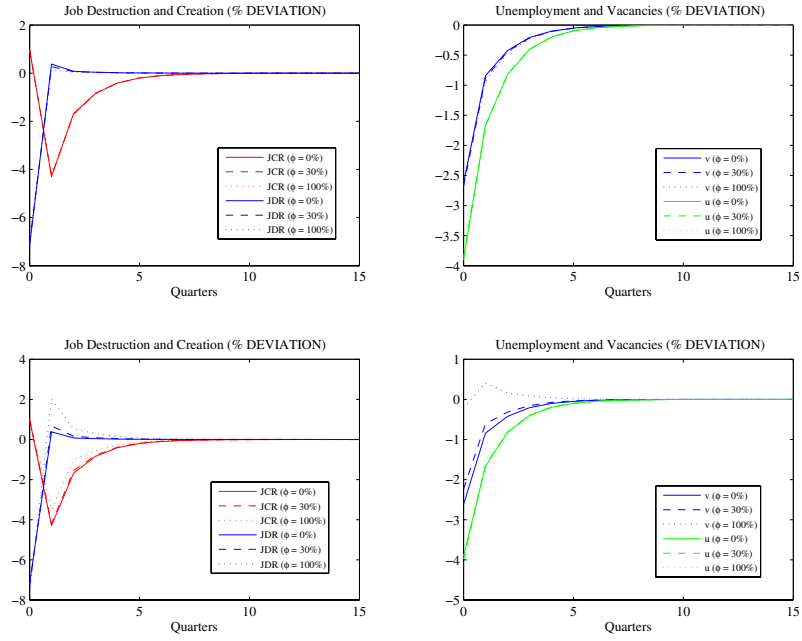 Job Destruction and Creation (% DEVIATION)
2
0
−2
−4
−6
−8
0
5
10
15
Quarters
JCR (ϕ = 0%)
JCR (ϕ = 30%)
JCR (ϕ = 100%)
JDR (ϕ = 0%)
JDR (ϕ = 30%)
JDR (ϕ = 100%)
Unemployment and Vacancies (% DEVIATION)
0
−0.5
−1
−1.5
−2
−2.5
−3
−3.5
−4
0
5
10
15
Quarters
v (ϕ = 0%)
v (ϕ = 30%)
v (ϕ = 100%)
u (ϕ = 0%)
u (ϕ = 30%)
u (ϕ = 100%)
Job Destruction and Creation (% DEVIATION)
4
2
0
−2
−4
−6
−8
0
5
10
15
Quarters
JCR (ϕ = 0%)
JCR (ϕ = 30%)
JCR (ϕ = 100%)
JDR (ϕ = 0%)
JDR (ϕ = 30%)
JDR (ϕ = 100%)
Unemployment and Vacancies (% DEVIATION)
1
0
−1
−2
−3
−4
−5
0
5
10
15
Quarters
v (ϕ = 0%)
v (ϕ = 30%)
v (ϕ = 100%)
u (ϕ = 0%)
u (ϕ = 30%)
u (ϕ = 100%)